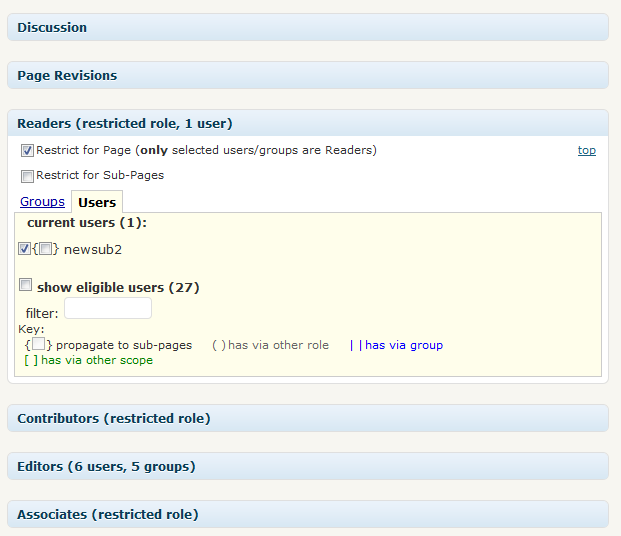 Discussion
Page Revisions
Readers (restricted role, 1 user)
Restrict for Page (only selected users/groups are Readers) top
Restrict for Sub-Pages
Groups Users
current users (1):
{ } newsub2
show eligible users (27)
filter:
Key:
{ } propagate to sub-pages ( ) has via other role | | has via group
[ ] has via other scope
Contributors (restricted role)
Editors (6 users, 5 groups)
Associates (restricted role)